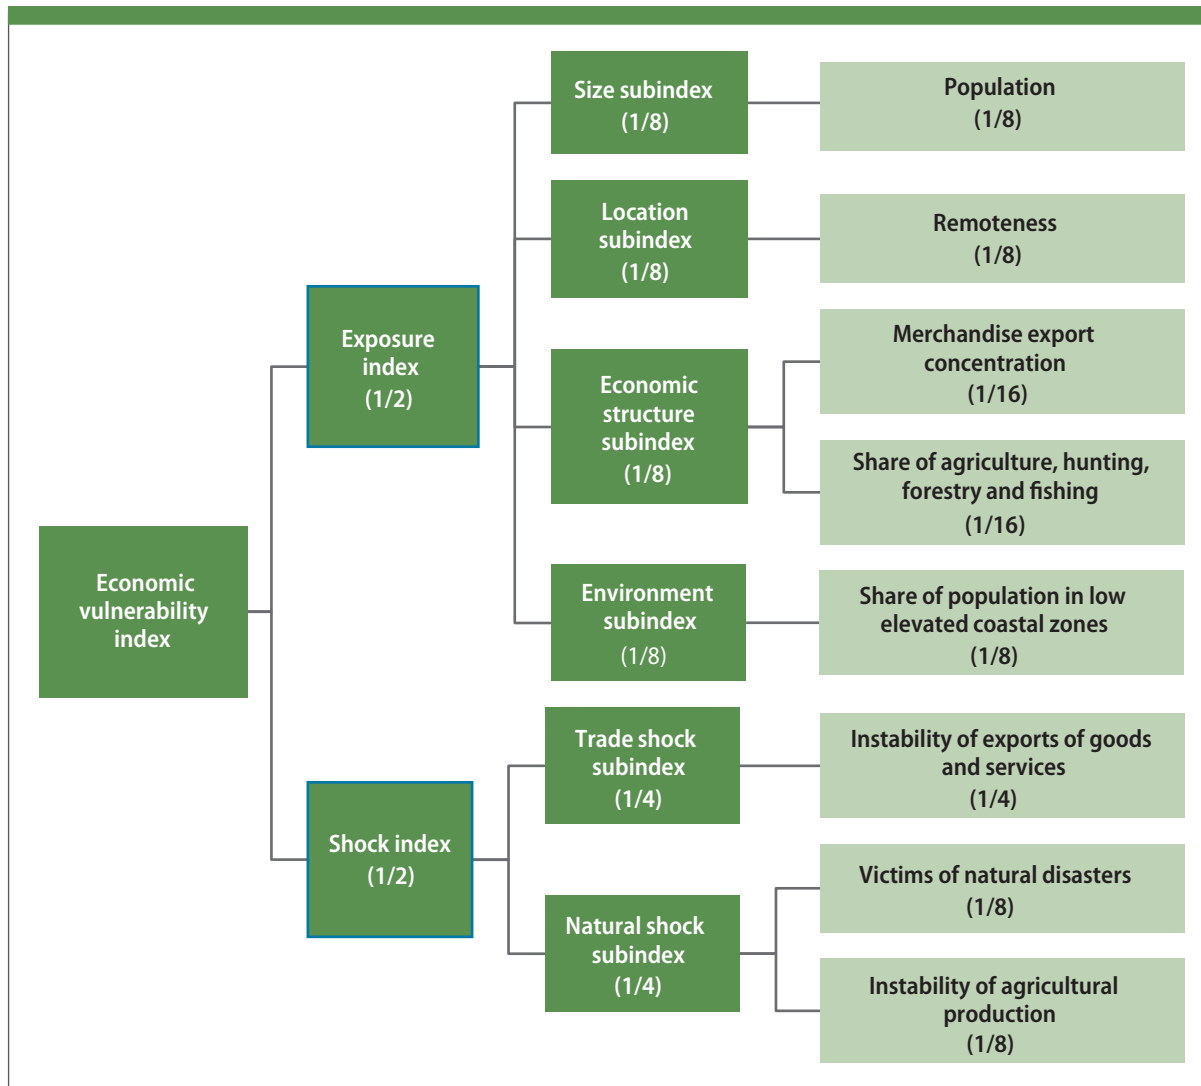 Economic
vulnerability
index
Exposure
index
(1/2)
Size subindex
(1/8)
Population
(1/8)
Location
subindex
(1/8)
Remoteness
(1/8)
Economic
structure
subindex
(1/8)
Merchandise export
concentration
(1/16)
Share of agriculture, hunting,
forestry and fishing
(1/16)
Environment
subindex
(1/8)
Share of population in low
elevated coastal zones
(1/8)
Shock index
(1/2)
Trade shock
subindex
(1/4)
Instability of exports of goods
and services
(1/4)
Natural shock
subindex
(1/4)
Victims of natural disasters
(1/8)
Instability of agricultural
production
(1/8)